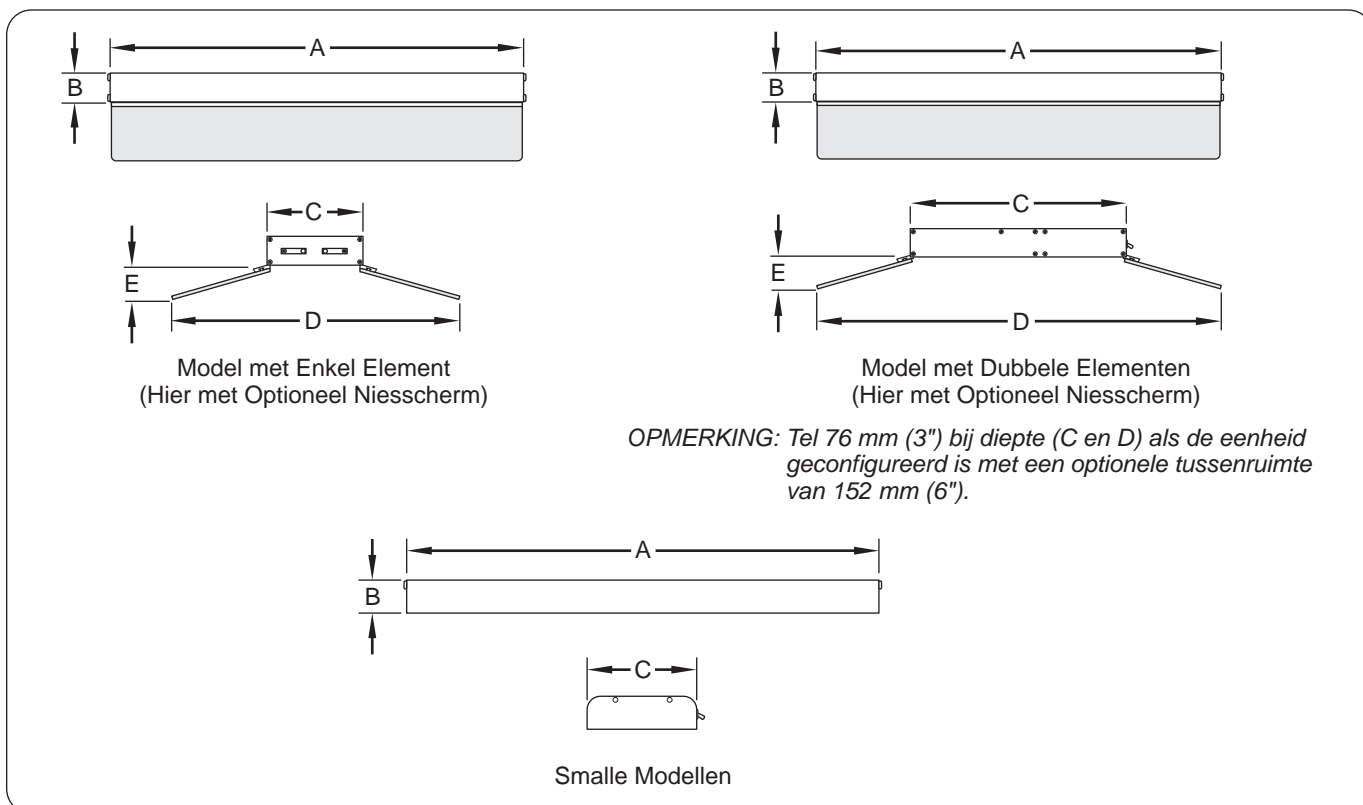 A
A
B
B
C
C
E
E
D
D
Model met Enkel Element
(Hier met Optioneel Niesscherm)
Model met Dubbele Elementen
(Hier met Optioneel Niesscherm)
OPMERKING: Tel 76 mm (3") bij diepte (C en D) als de eenheid
geconfigureerd is met een optionele tussenruimte
van 152 mm (6").
A
B
C
Smalle Modellen